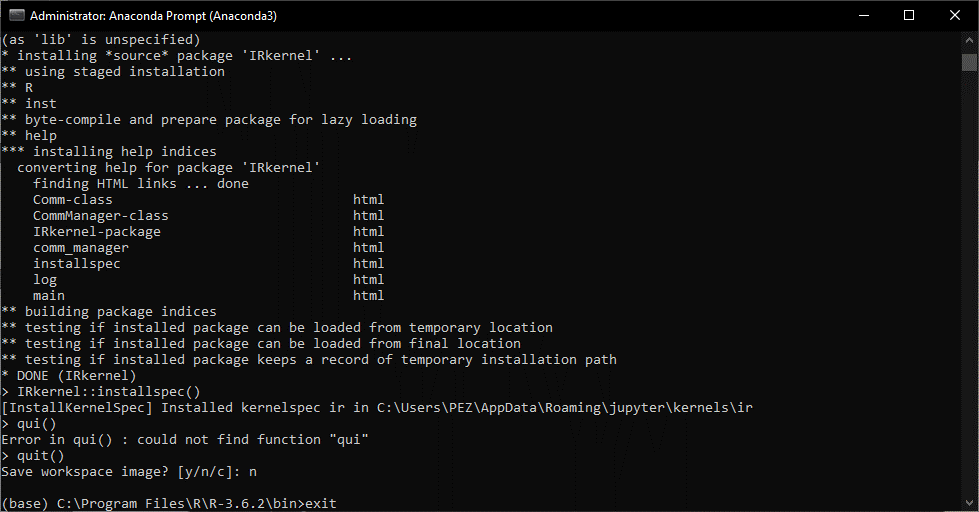 Administrator: Anaconda Prompt (Anaconda3)
(as 'lib' is unspecified)
* installing *source* package 'IRkernel' ...
** using staged installation
** R
** inst
** byte-compile and prepare package for lazy loading
** help
*** installing help indices
  converting help for package 'IRkernel'
    finding HTML links ... done
    Comm-class                              html
    CommManager-class                       html
    IRkernel-package                        html
    comm_manager                            html
    installspec                             html
    log                                     html
    main                                    html
** building package indices
** testing if installed package can be loaded from temporary location
** testing if installed package can be loaded from final location
** testing if installed package keeps a record of temporary installation path
* DONE (IRkernel)
> IRkernel::installspec()
[InstallKernelSpec] Installed kernelspec ir in C:\Users\PEZ\AppData\Roaming\jupyter\kernels\ir
> qui()
Error in qui() : could not find function "qui"
> quit()
Save workspace image? [y/n/c]: n
(base) C:\Program Files\R\R-3.6.2\bin>exit